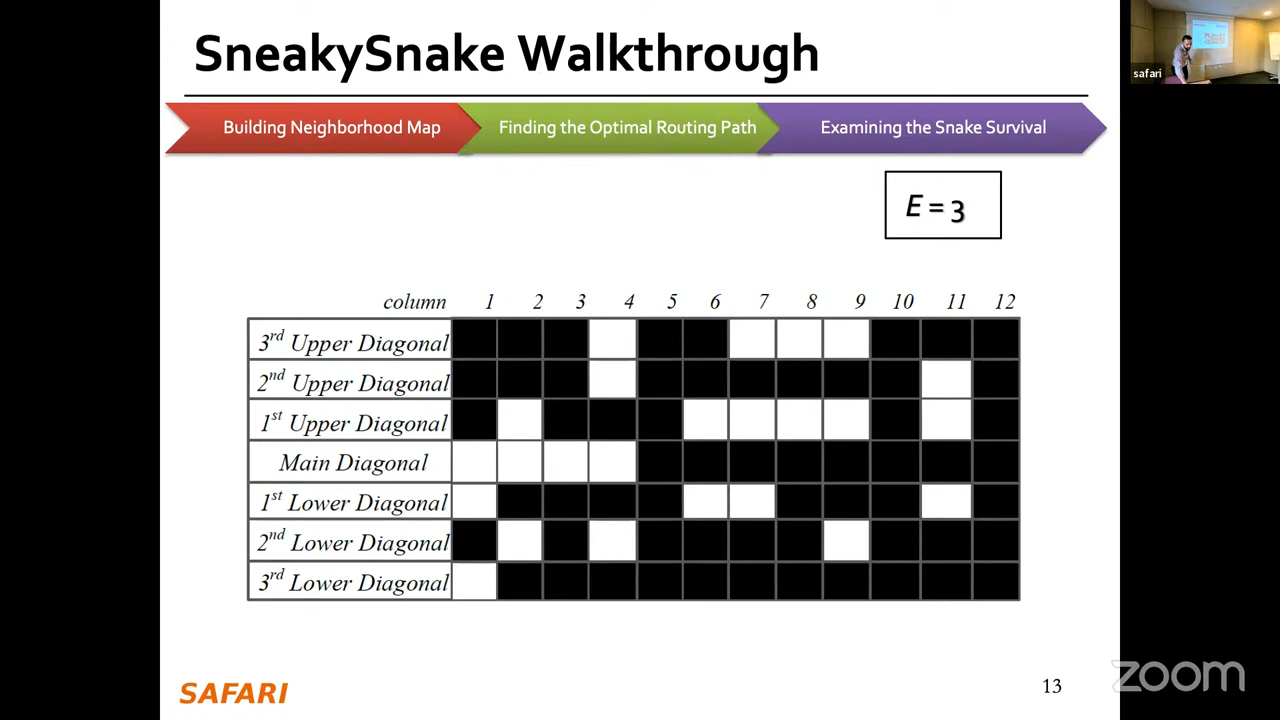 SneakySnake Walkthrough
safari
Building Neighborhood Map
Finding the Optimal Routing Path
Examining the Snake Survival
E = 3
column 1 2 3 4 5 6 7 8 9 10 11 12
3rd Upper Diagonal
2nd Upper Diagonal
1st Upper Diagonal
Main Diagonal
1st Lower Diagonal
2nd Lower Diagonal
3rd Lower Diagonal
SAFARI
13
zoom